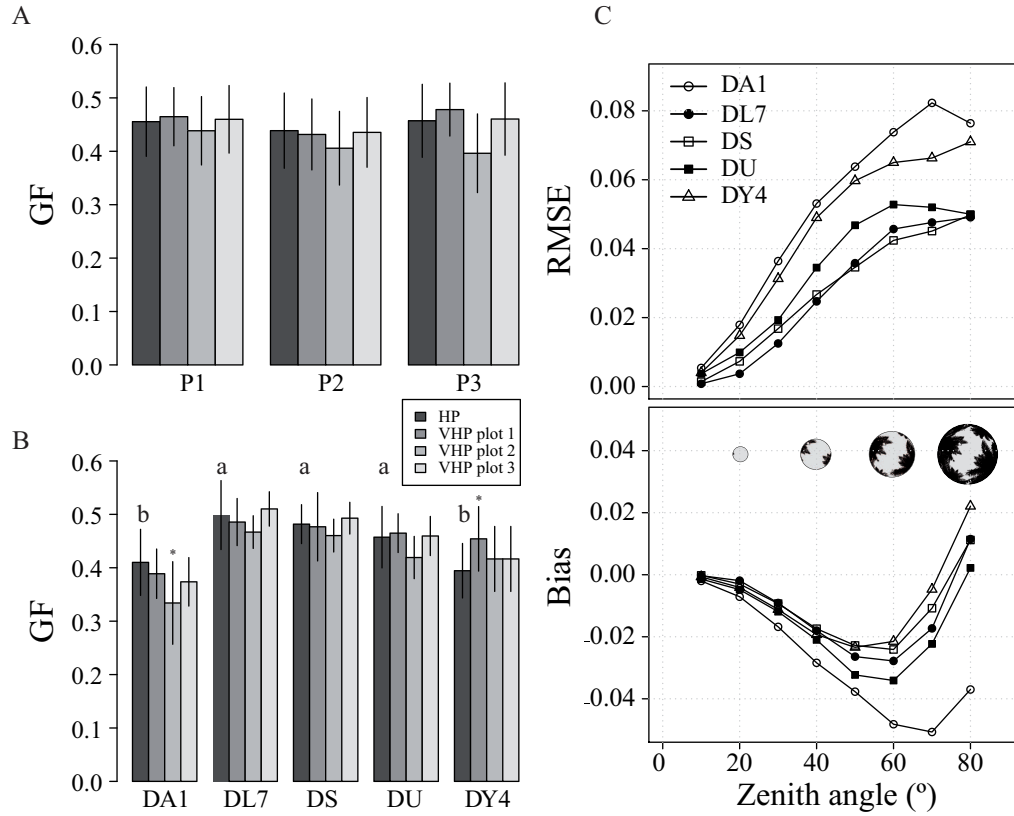 A
0.6
0.5
0.4
0.3
0.2
0.1
0.0
GF
P1 P2 P3
HP
VHP plot 1
VHP plot 2
VHP plot 3
B
0.6
0.5
0.4
0.3
0.2
0.1
0.0
GF
b a a a b
* *
DA1 DL7 DS DU DY4
C
DA1
DL7
DS
DU
DY4
0.08
0.06
0.04
0.02
0.00
RMSE
0.04
0.02
0.00
-0.02
-0.04
Bias
0 20 40 60 80
Zenith angle (º)